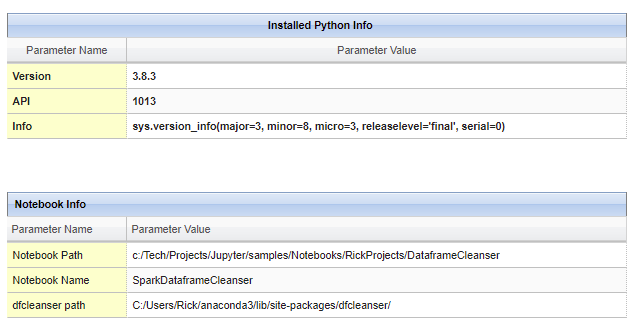 Installed Python Info
Parameter Name Parameter Value
Version 3.8.3
API 1013
Info sys.version_info(major=3, minor=8, micro=3, releaselevel='final', serial=0)
Notebook Info
Parameter Name Parameter Value
Notebook Path c:/Tech/Projects/Jupyter/samples/Notebooks/RickProjects/DataframeCleanser
Notebook Name SparkDataframeCleanser
dfcleanser path C:/Users/Rick/anaconda3/lib/site-packages/dfcleanser/